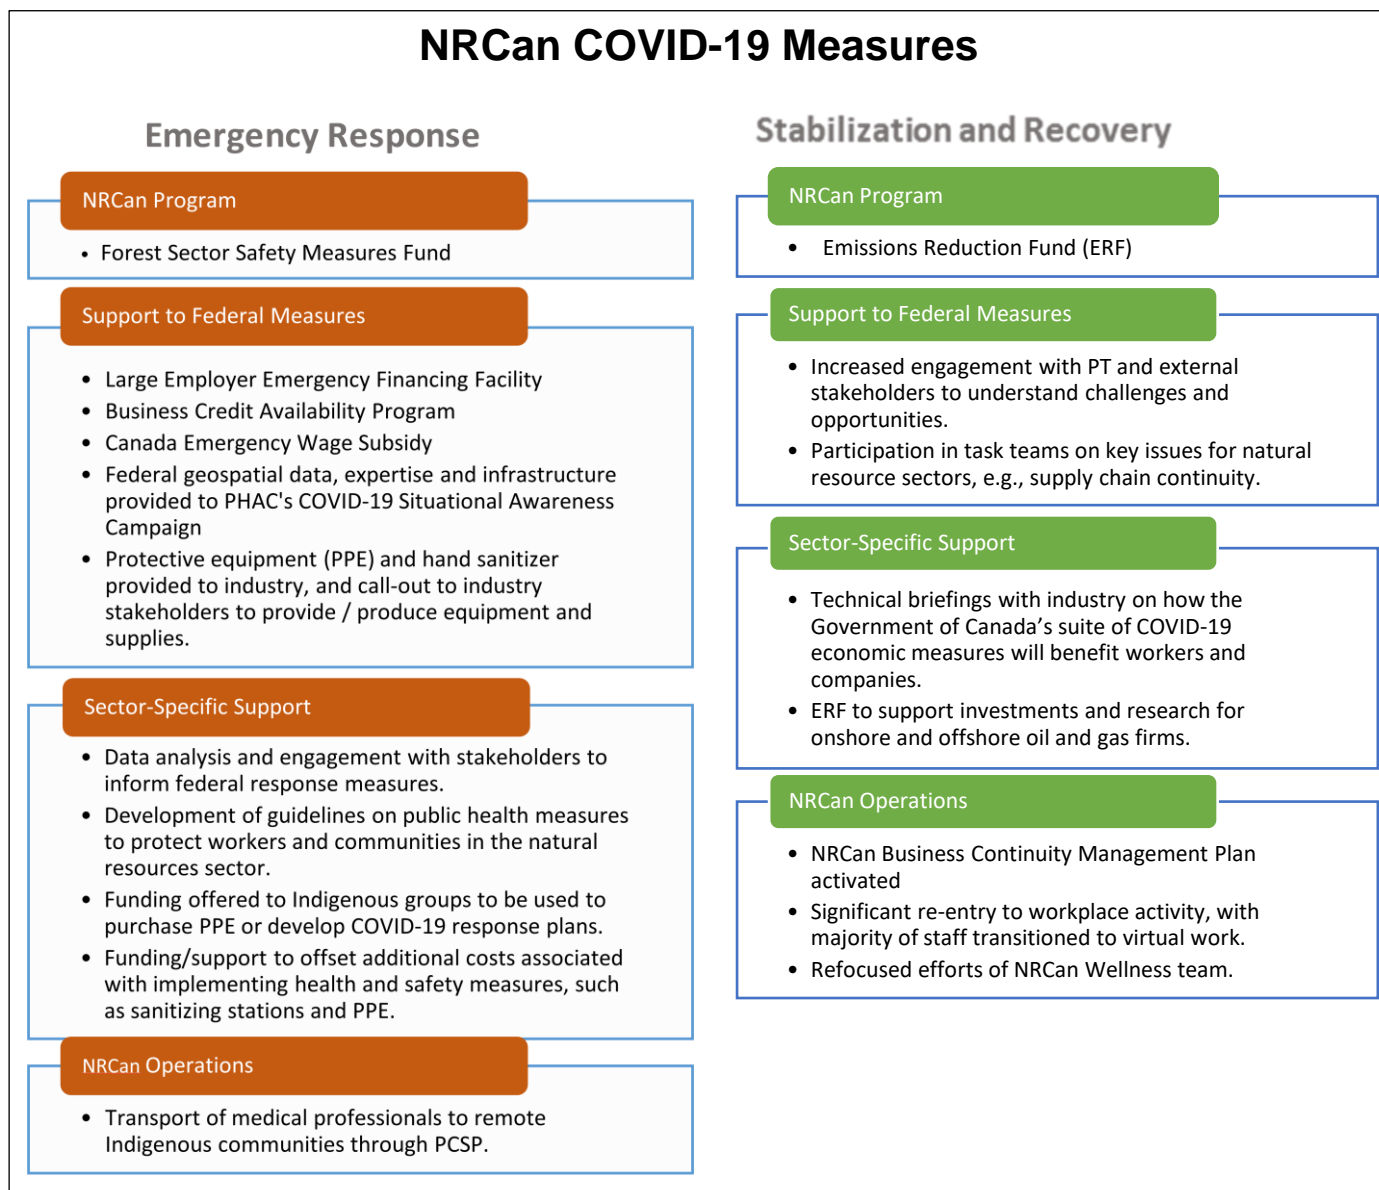 NRCan COVID-19 Measures
Emergency Response
NRCan Program
• Forest Sector Safety Measures Fund
Support to Federal Measures
• Large Employer Emergency Financing Facility
• Business Credit Availability Program
• Canada Emergency Wage Subsidy
• Federal geospatial data, expertise and infrastructure
provided to PHAC's COVID-19 Situational Awareness
Campaign
• Protective equipment (PPE) and hand sanitizer
provided to industry, and call-out to industry
stakeholders to provide / produce equipment and
supplies.
Sector-Specific Support
• Data analysis and engagement with stakeholders to
inform federal response measures.
• Development of guidelines on public health measures
to protect workers and communities in the natural
resources sector.
• Funding offered to Indigenous groups to be used to
purchase PPE or develop COVID-19 response plans.
• Funding/support to offset additional costs associated
with implementing health and safety measures, such
as sanitizing stations and PPE.
NRCan Operations
• Transport of medical professionals to remote
Indigenous communities through PCSP.
Stabilization and Recovery
NRCan Program
• Emissions Reduction Fund (ERF)
Support to Federal Measures
• Increased engagement with PT and external
stakeholders to understand challenges and
opportunities.
• Participation in task teams on key issues for natural
resource sectors, e.g., supply chain continuity.
Sector-Specific Support
• Technical briefings with industry on how the
Government of Canada’s suite of COVID-19
economic measures will benefit workers and
companies.
• ERF to support investments and research for
onshore and offshore oil and gas firms.
NRCan Operations
• NRCan Business Continuity Management Plan
activated
• Significant re-entry to workplace activity, with
majority of staff transitioned to virtual work.
• Refocused efforts of NRCan Wellness team.